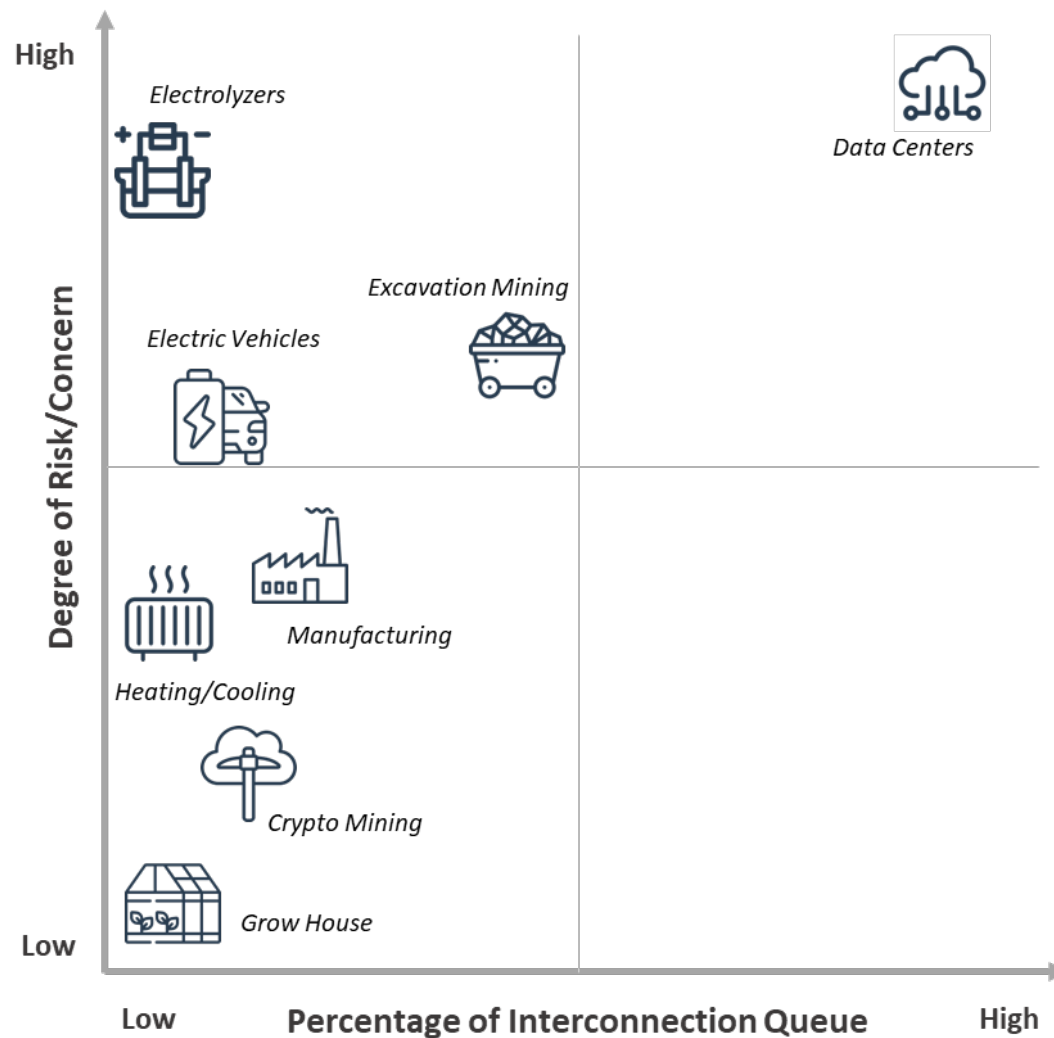 High
Electrolyzers
Data Centers
Excavation Mining
Electric Vehicles
Degree of Risk/Concern
Manufacturing
Heating/Cooling
Crypto Mining
Grow House
Low
Low
Percentage of Interconnection Queue
High